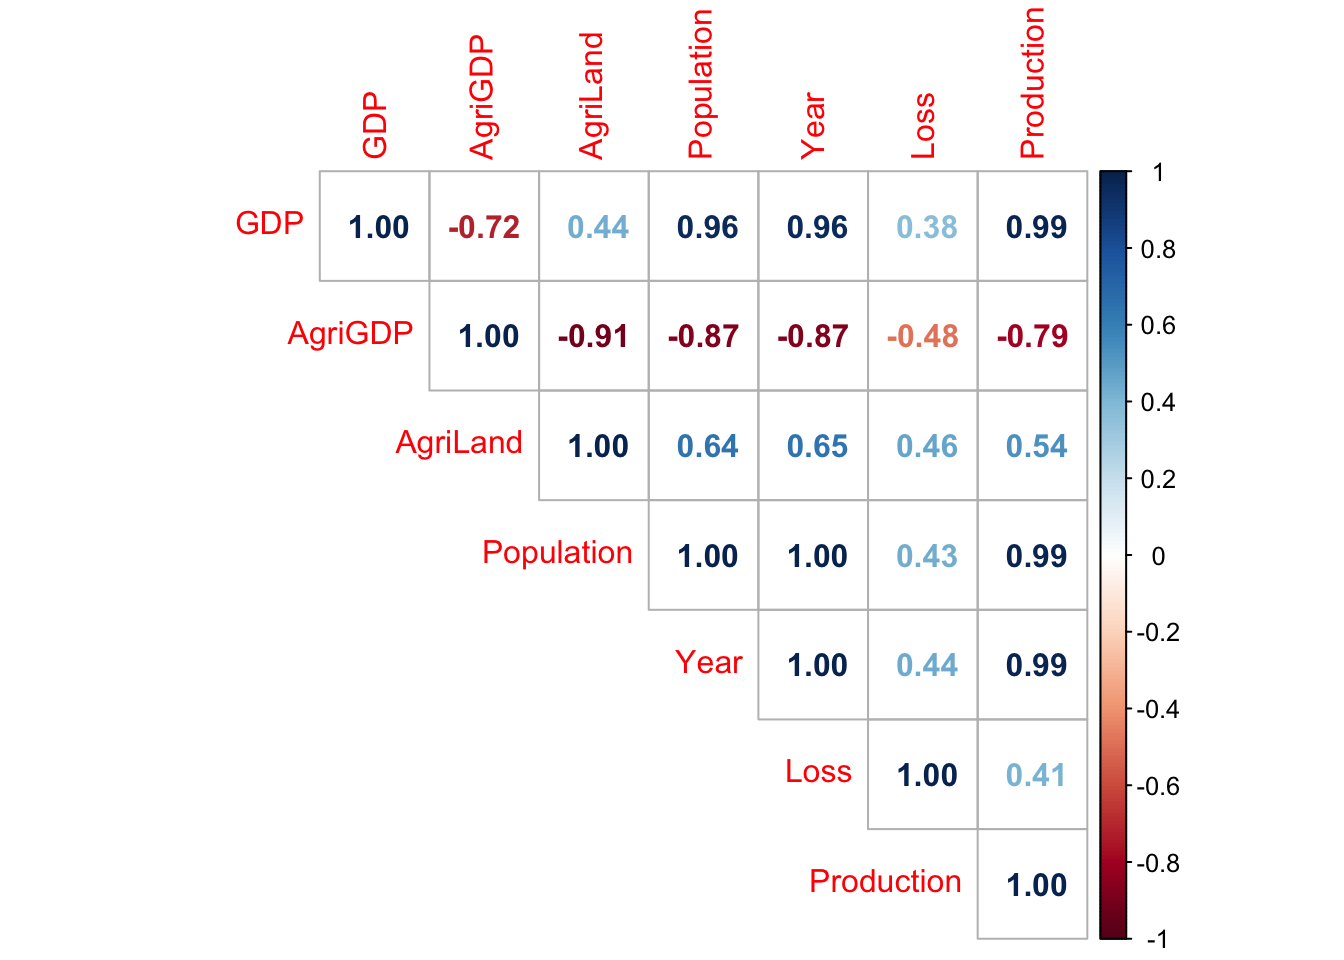 GDP AgriGDP AgriLand Population Year Loss Production
GDP 1.00 -0.72 0.44 0.96 0.96 0.38 0.99
AgriGDP 1.00 -0.91 -0.87 -0.87 -0.48 -0.79
AgriLand 1.00 0.64 0.65 0.46 0.54
Population 1.00 1.00 0.43 0.99
Year 1.00 0.44 0.99
Loss 1.00 0.41
Production 1.00
1
0.8
0.6
0.4
0.2
0
-0.2
-0.4
-0.6
-0.8
-1